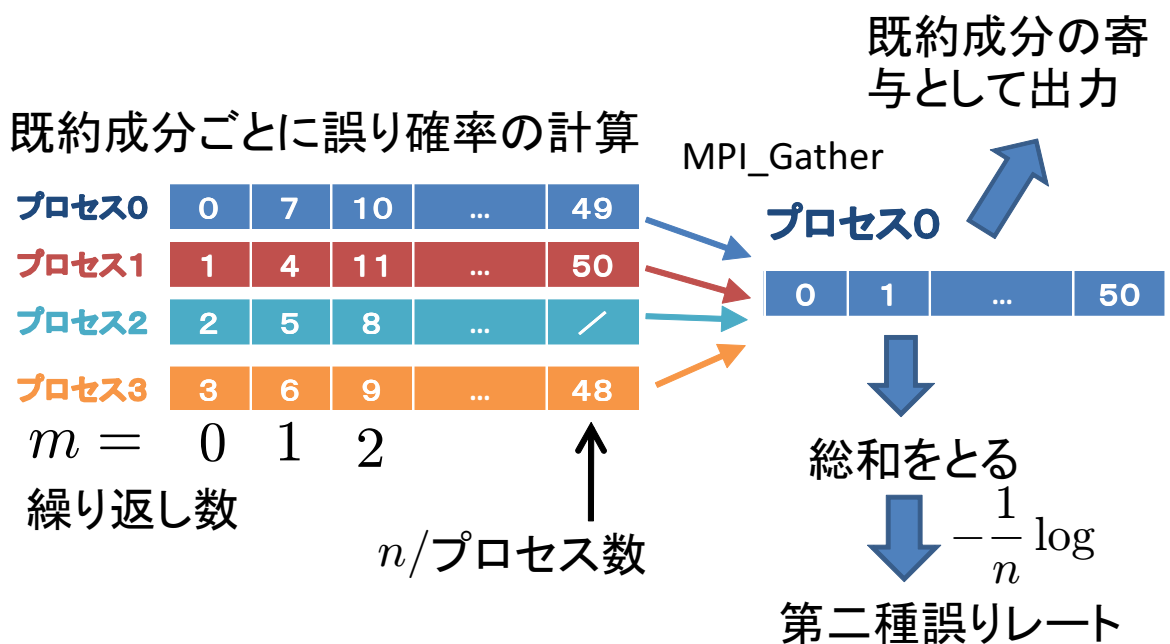 既約成分の寄
与として出力
既約成分ごとに誤り確率の計算
MPI_Gather
プロセス0 0 7 10 … 49
プロセス1 1 4 11 … 50
プロセス2 2 5 8 … ／
プロセス3 3 6 9 … 48
m = 0 1 2
繰り返し数
n/プロセス数
プロセス0
0 1 … 50
総和をとる
−1/n log
第二種誤りレート